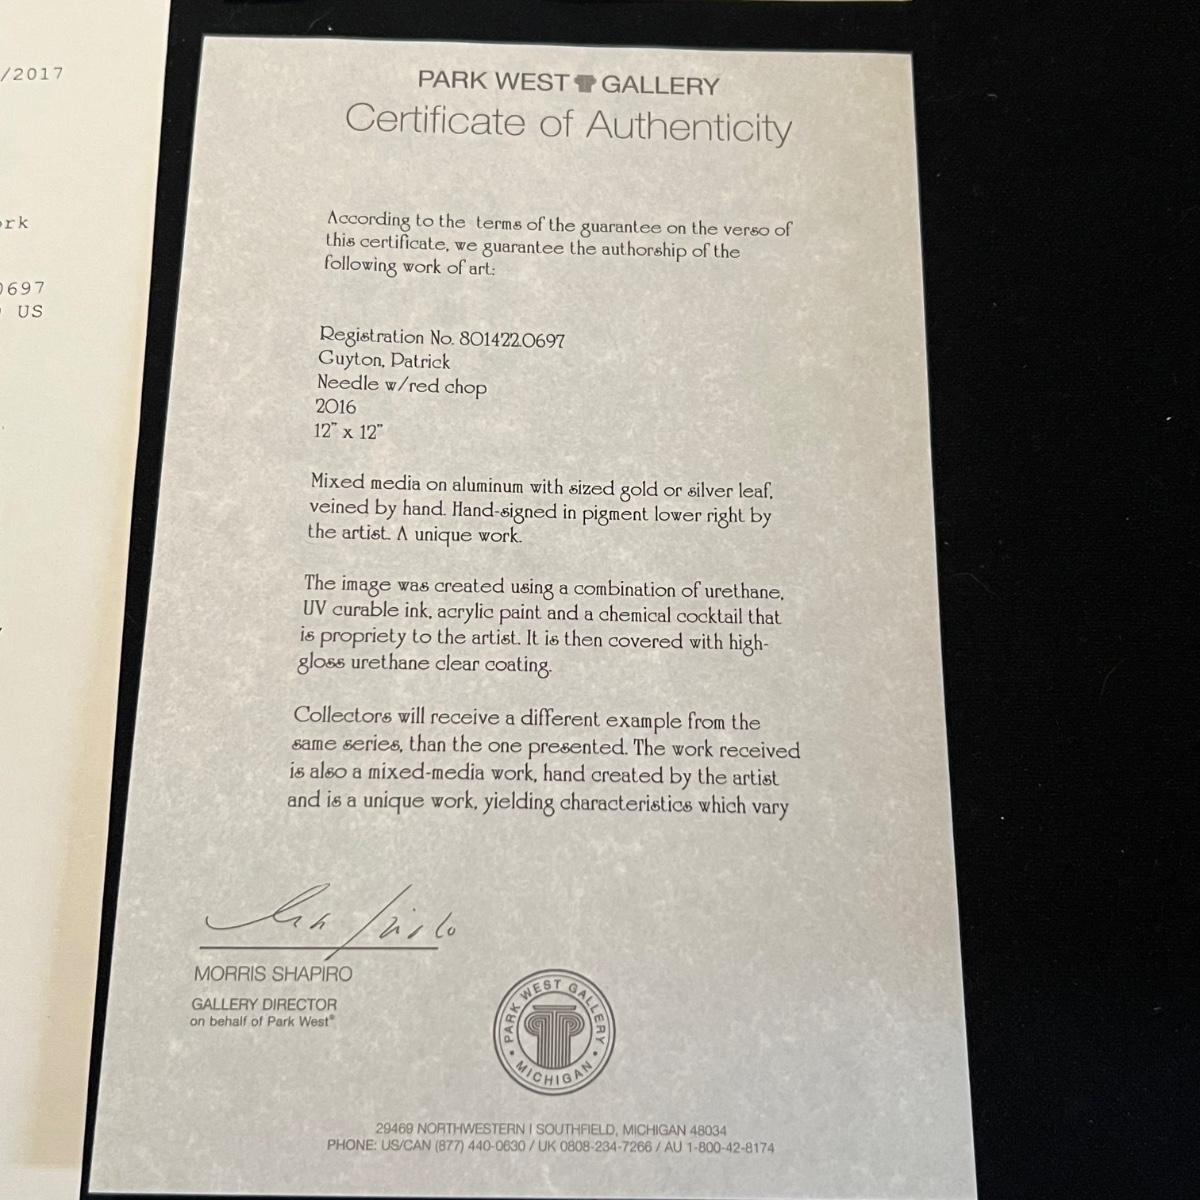 /2017
ork
0697
US
PARK WEST GALLERY
Certificate of Authenticity
According to the terms of the guarantee on the verso of
this certificate, we guarantee the authorship of the
following work of art:
Registration No. 801422.0697
Guyton, Patrick
Needle w/red chop
2016
12" x 12"
Mixed media on aluminum with sized gold or silver leaf,
veined by hand. Hand-signed in pigment lower right by
the artist. A unique work.
The image was created using a combination of urethane,
UV curable ink, acrylic paint and a chemical cocktail that
is propriety to the artist. It is then covered with high-
gloss urethane clear coating.
Collectors will receive a different example from the
same series, than the one presented. The work received
is also a mixed-media work, hand created by the artist
and is a unique work, yielding characteristics which vary
MORRIS SHAPIRO
GALLERY DIRECTOR
on behalf of Park West®
PARK WEST GALLERY • MICHIGAN •
29469 NORTHWESTERN | SOUTHFIELD, MICHIGAN 48034
PHONE: US/CAN (877) 440-0630 / UK 0808-234-7266 / AU 1-800-42-8174